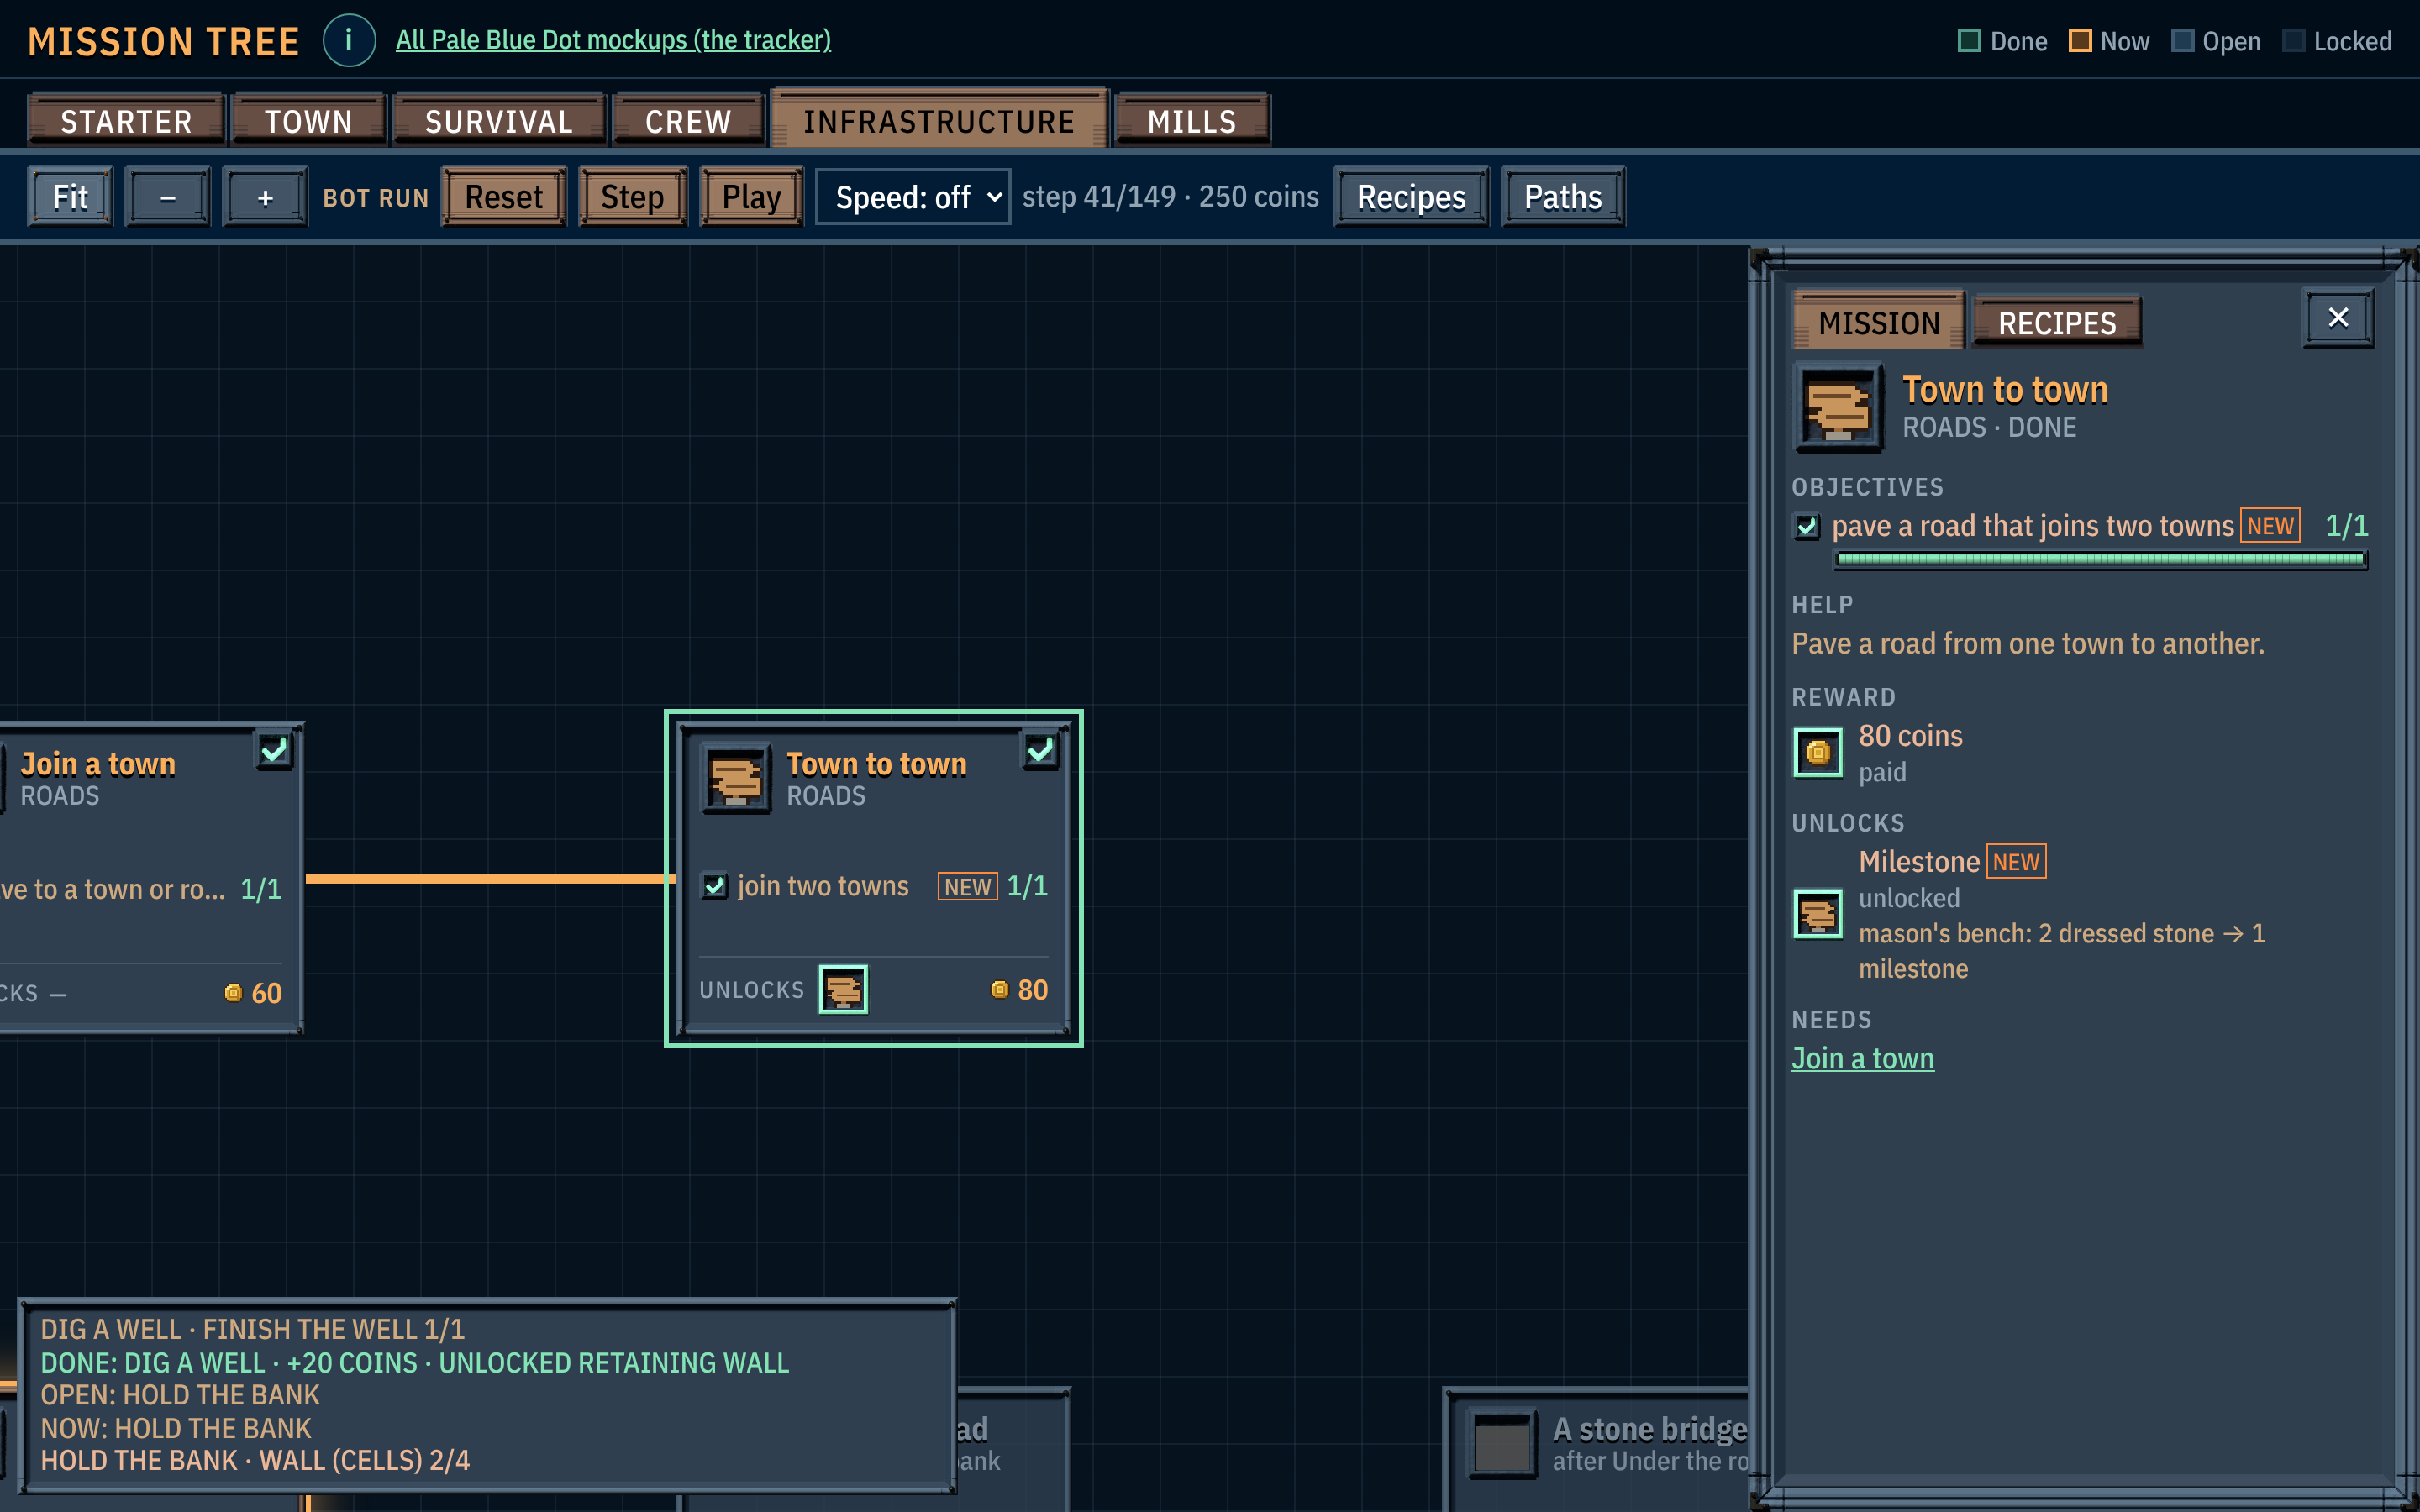 MISSION TREE
i
All Pale Blue Dot mockups (the tracker)
Done
Now
Open
Locked
STARTER
TOWN
SURVIVAL
CREW
INFRASTRUCTURE
MILLS
Fit
−
+
BOT RUN
Reset
Step
Play
Speed: off
step 41/149 · 250 coins
Recipes
Paths
Join a town
ROADS
ve to a town or ro... 1/1
CKS —
60
Town to town
ROADS
join two towns NEW 1/1
UNLOCKS
80
DIG A WELL · FINISH THE WELL 1/1
DONE: DIG A WELL · +20 COINS · UNLOCKED RETAINING WALL
OPEN: HOLD THE BANK
NOW: HOLD THE BANK
HOLD THE BANK · WALL (CELLS) 2/4
ad
ank
A stone bridge
after Under the ro
MISSION
RECIPES
×
Town to town
ROADS · DONE
OBJECTIVES
pave a road that joins two towns NEW 1/1
HELP
Pave a road from one town to another.
REWARD
80 coins
paid
UNLOCKS
Milestone NEW
unlocked
mason's bench: 2 dressed stone → 1
milestone
NEEDS
Join a town